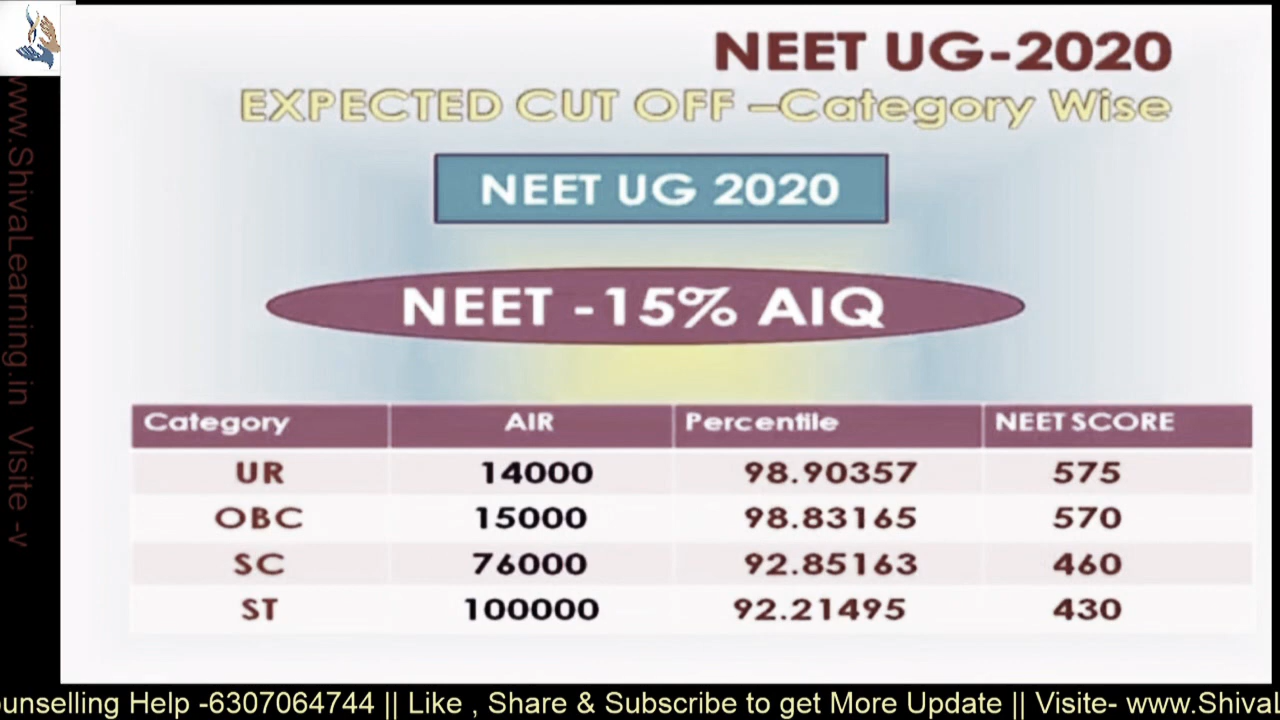 NEET UG-2020
EXPECTED CUT OFF –Category Wise
NEET UG 2020
NEET -15% AIQ
Category AIR Percentile NEET SCORE
UR 14000 98.90357 575
OBC 15000 98.83165 570
SC 76000 92.85163 460
ST 100000 92.21495 430
www.ShivaLearning.in Visite -v
ounselling Help -6307064744 || Like , Share & Subscribe to get More Update || Visite- www.ShivaL